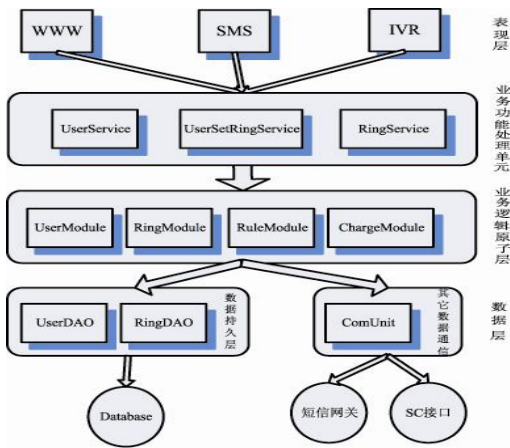 WWW
SMS
IVR
表现层
UserService
UserSetRingService
RingService
业务功能处理单元
UserModule
RingModule
RuleModule
ChargeModule
业务逻辑原子层
UserDAO
RingDAO
数据持久层
ComUnit
其它数据通信
数据层
Database
短信网关
SC接口